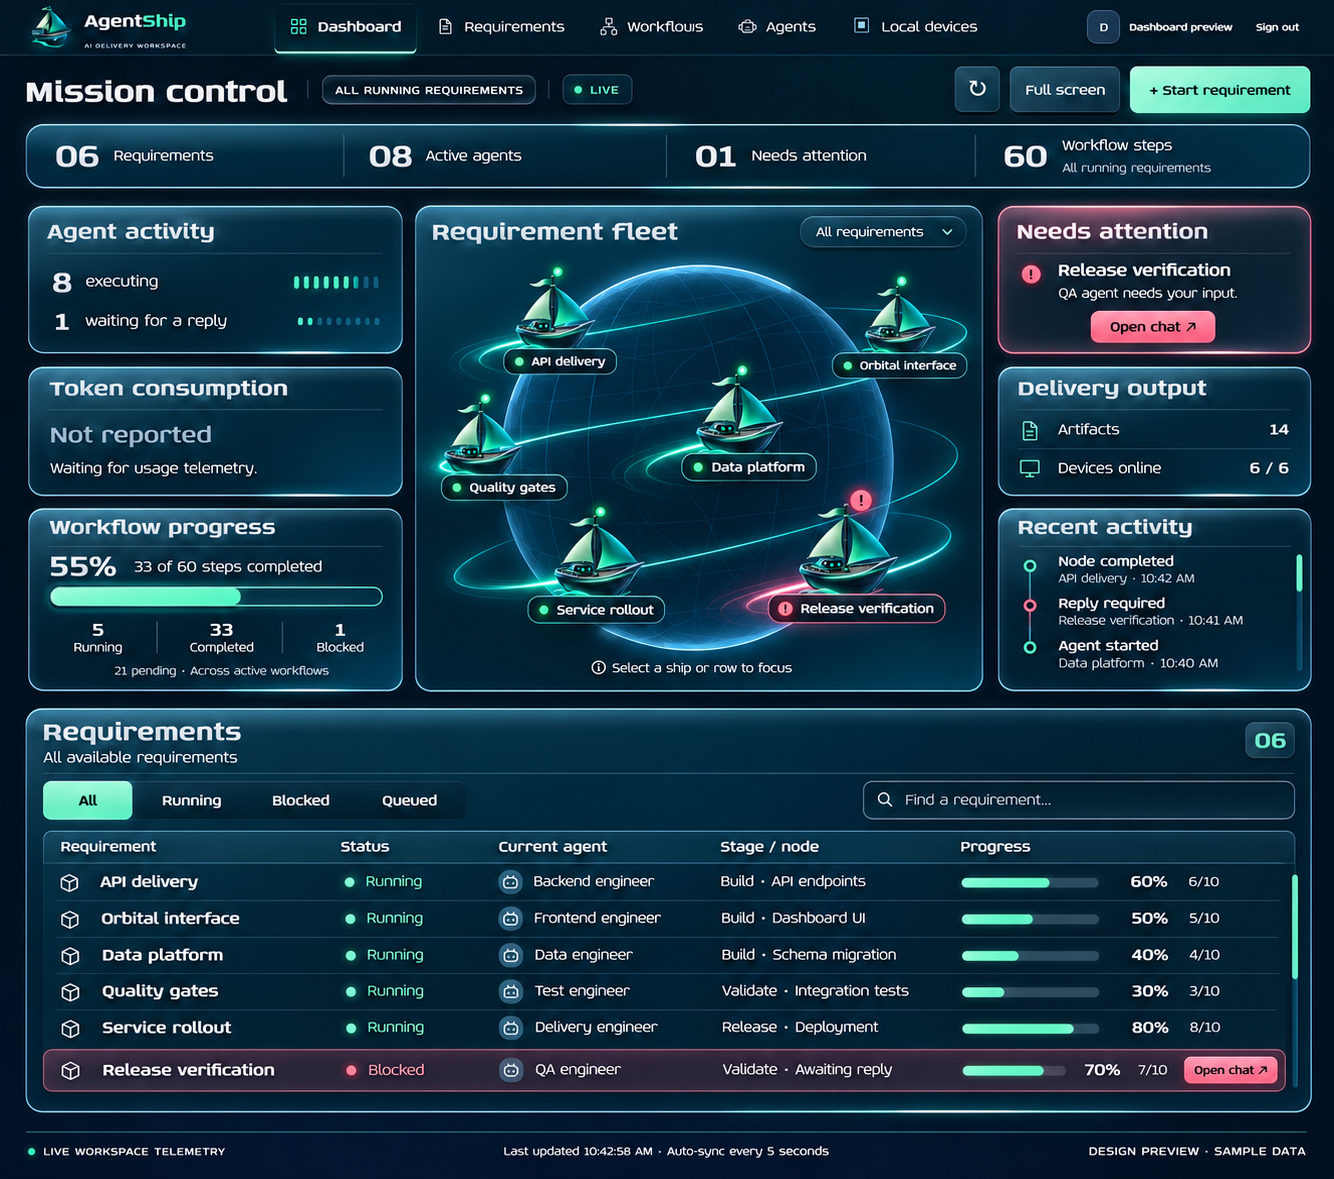 AgentShip
AI DELIVERY WORKSPACE
Dashboard
Requirements
Workflows
Agents
Local devices
D
Dashboard preview
Sign out
Mission control
ALL RUNNING REQUIREMENTS
LIVE
Full screen
+ Start requirement
06 Requirements
08 Active agents
01 Needs attention
60 Workflow steps
All running requirements
Agent activity
8 executing
1 waiting for a reply
Token consumption
Not reported
Waiting for usage telemetry.
Workflow progress
55% 33 of 60 steps completed
5 33 1
Running Completed Blocked
21 pending · Across active workflows
Requirement fleet
All requirements
API delivery
Orbital interface
Data platform
Quality gates
Service rollout
! Release verification
Select a ship or row to focus
Needs attention
! Release verification
QA agent needs your input.
Open chat ↗
Delivery output
Artifacts 14
Devices online 6 / 6
Recent activity
Node completed
API delivery · 10:42 AM
Reply required
Release verification · 10:41 AM
Agent started
Data platform · 10:40 AM
Requirements
All available requirements
06
All Running Blocked Queued
Find a requirement...
Requirement Status Current agent Stage / node Progress
API delivery Running Backend engineer Build · API endpoints 60% 6/10
Orbital interface Running Frontend engineer Build · Dashboard UI 50% 5/10
Data platform Running Data engineer Build · Schema migration 40% 4/10
Quality gates Running Test engineer Validate · Integration tests 30% 3/10
Service rollout Running Delivery engineer Release · Deployment 80% 8/10
Release verification Blocked QA engineer Validate · Awaiting reply 70% 7/10 Open chat ↗
LIVE WORKSPACE TELEMETRY
Last updated 10:42:58 AM · Auto-sync every 5 seconds
DESIGN PREVIEW · SAMPLE DATA